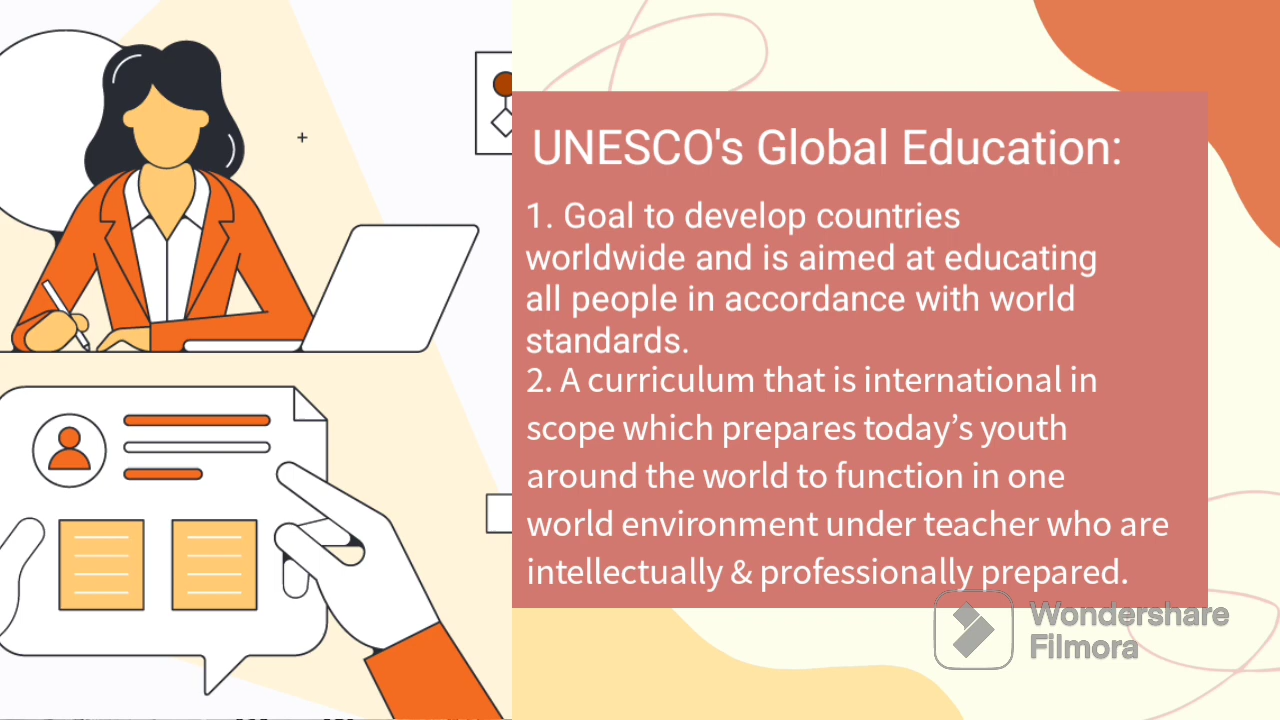 UNESCO's Global Education:
1. Goal to develop countries
worldwide and is aimed at educating
all people in accordance with world
standards.
2. A curriculum that is international in
scope which prepares today’s youth
around the world to function in one
world environment under teacher who are
intellectually & professionally prepared.
Wondershare
Filmora